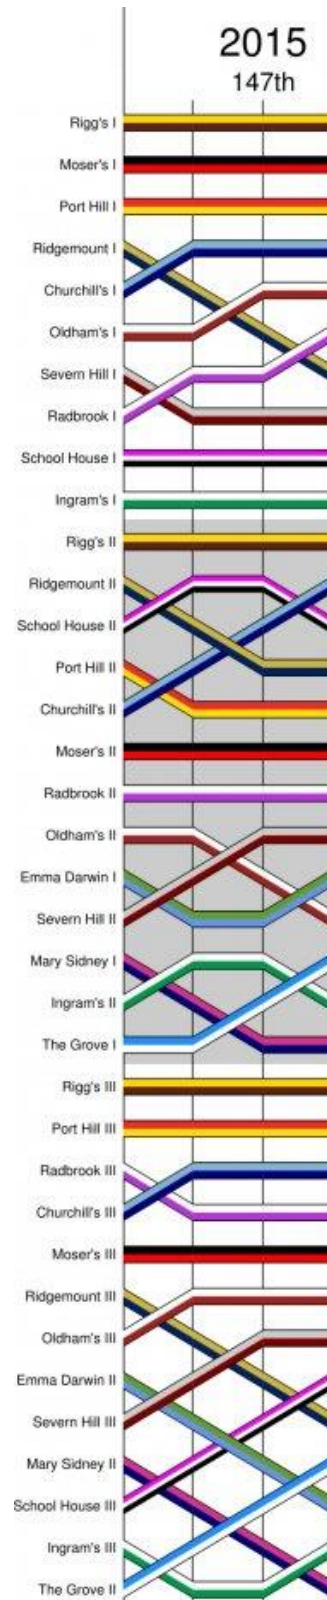 2015
147th
Rigg's I
Moser's I
Port Hill I
Ridgemount I
Churchill's I
Oldham's I
Severn Hill I
Radbrook I
School House I
Ingram's I
Rigg's II
Ridgemount II
School House II
Port Hill II
Churchill's II
Moser's II
Radbrook II
Oldham's II
Emma Darwin I
Severn Hill II
Mary Sidney I
Ingram's II
The Grove I
Rigg's III
Port Hill III
Radbrook III
Churchill's III
Moser's III
Ridgemount III
Oldham's III
Emma Darwin II
Severn Hill III
Mary Sidney II
School House III
Ingram's III
The Grove II